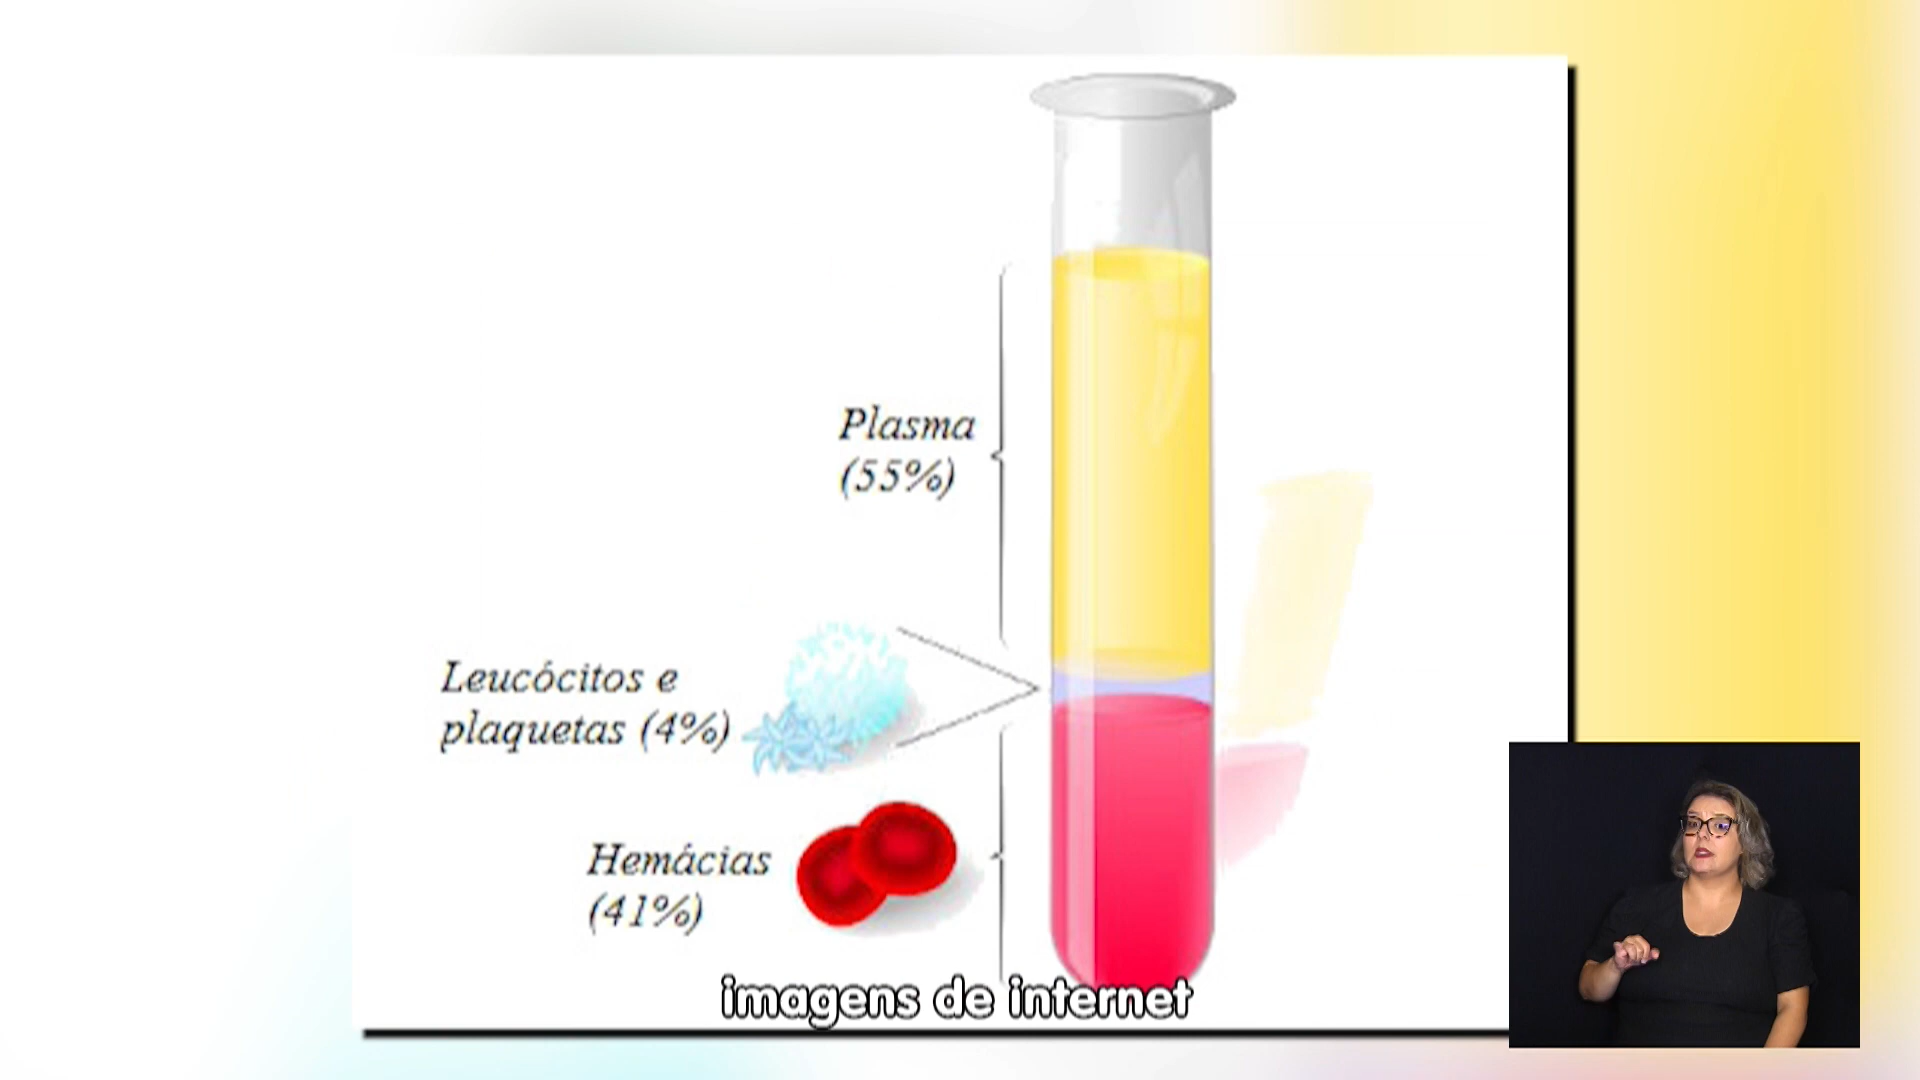 Plasma
(55%)
Leucócitos e
plaquetas (4%)
Hemácias
(41%)
imagens de internet